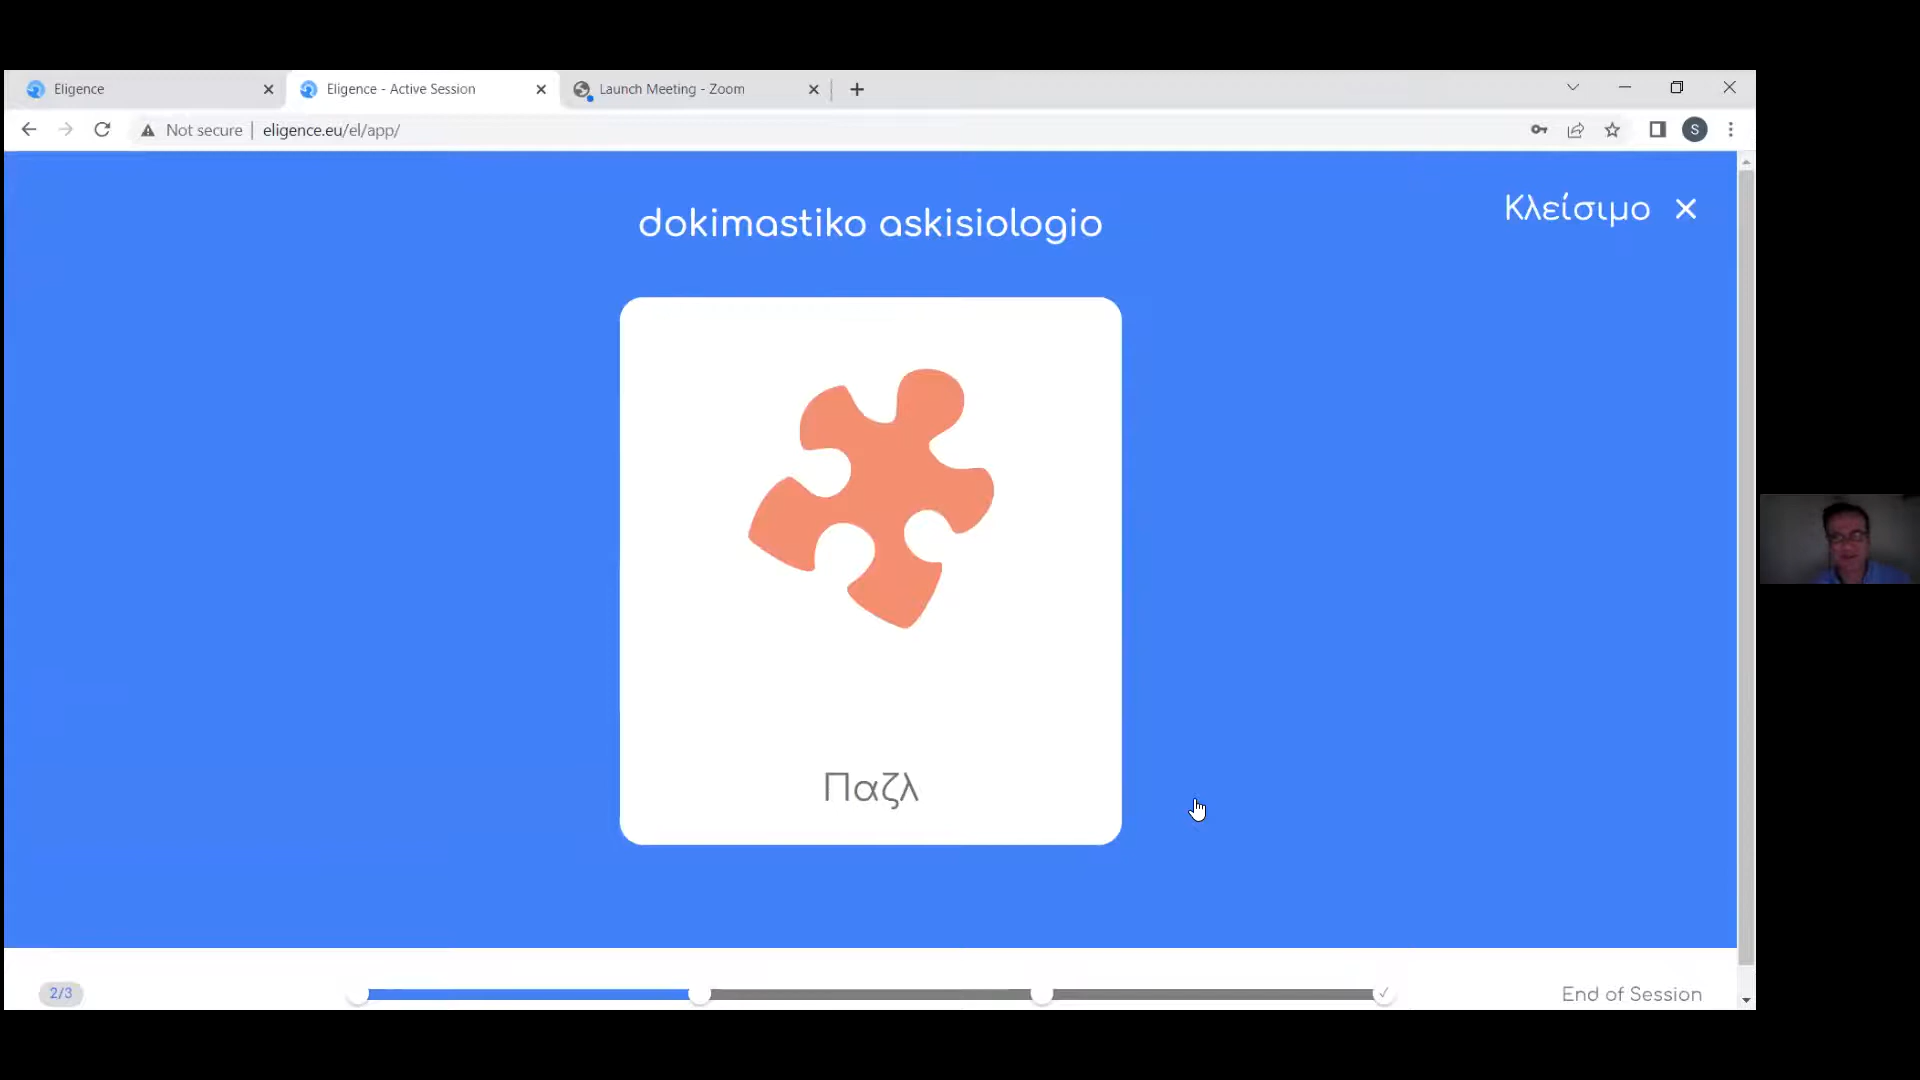 Eligence
Eligence - Active Session
Launch Meeting - Zoom
Not secure
eligence.eu/el/app/
S
Κλείσιμο
dokimastiko askisiologio
Παζλ
2/3
End of Session